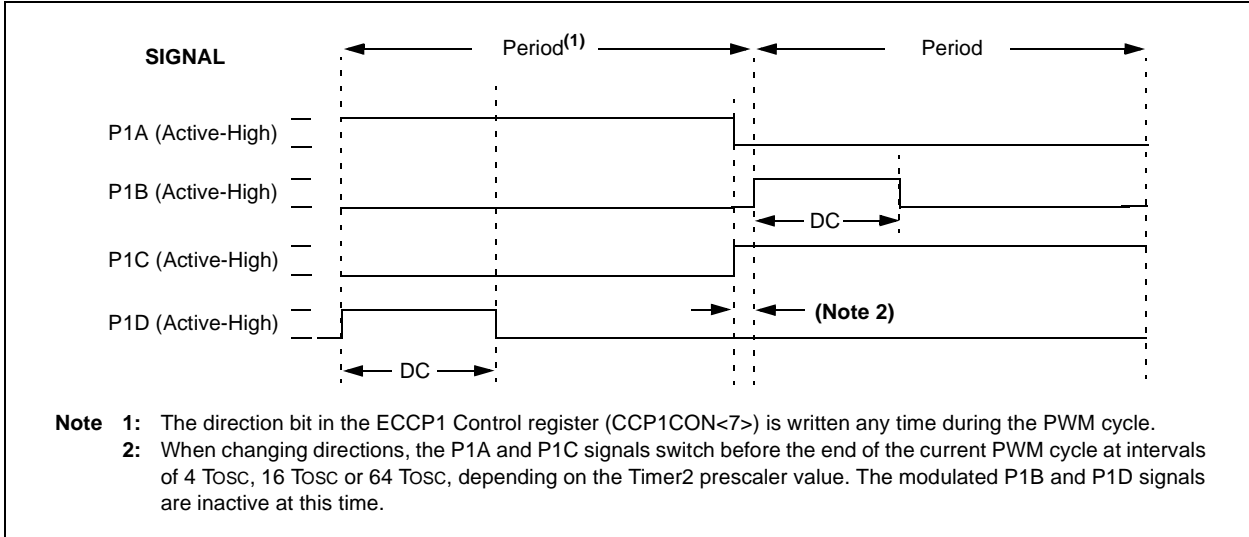 Period(1)
Period
SIGNAL
P1A (Active-High)
P1B (Active-High)
DC
P1C (Active-High)
P1D (Active-High)
(Note 2)
DC
Note 1: The direction bit in the ECCP1 Control register (CCP1CON<7>) is written any time during the PWM cycle.
2: When changing directions, the P1A and P1C signals switch before the end of the current PWM cycle at intervals
of 4 TOSC, 16 TOSC or 64 TOSC, depending on the Timer2 prescaler value. The modulated P1B and P1D signals
are inactive at this time.